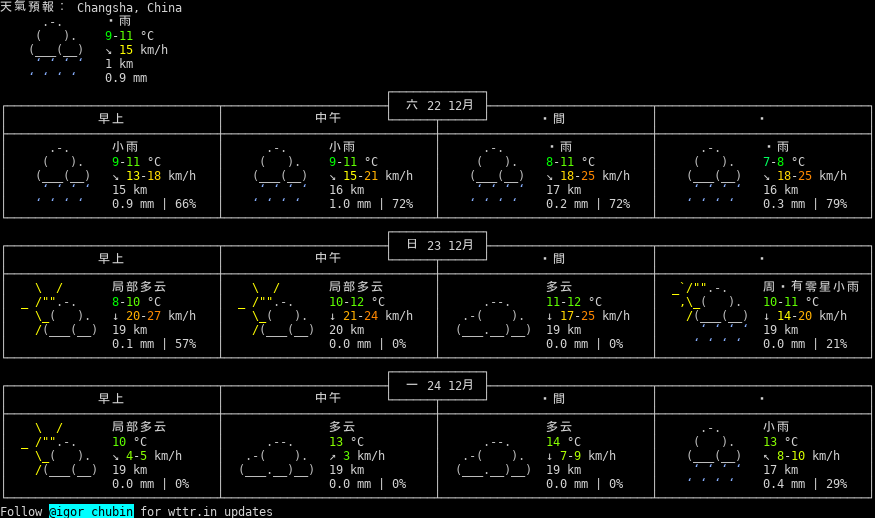 天氣預報： Changsha, China
・雨
9-11 °C
↘ 15 km/h
1 km
0.9 mm
六 22 12月
早上 中午 ・間 ・
小雨 小雨 ・雨 ・雨
9-11 °C 9-11 °C 8-11 °C 7-8 °C
↘ 13-18 km/h ↘ 15-21 km/h ↘ 18-25 km/h ↘ 18-25 km/h
15 km 16 km 17 km 16 km
0.9 mm | 66% 1.0 mm | 72% 0.2 mm | 72% 0.3 mm | 79%
日 23 12月
早上 中午 ・間 ・
局部多云 局部多云 多云 周・有零星小雨
8-10 °C 10-12 °C 11-12 °C 10-11 °C
↓ 20-27 km/h ↓ 21-24 km/h ↓ 17-25 km/h ↓ 14-20 km/h
19 km 20 km 19 km 19 km
0.1 mm | 57% 0.0 mm | 0% 0.0 mm | 0% 0.0 mm | 21%
一 24 12月
早上 中午 ・間 ・
局部多云 多云 多云 小雨
10 °C 13 °C 14 °C 13 °C
↘ 4-5 km/h ↗ 3 km/h ↓ 7-9 km/h ↖ 8-10 km/h
19 km 19 km 19 km 17 km
0.0 mm | 0% 0.0 mm | 0% 0.0 mm | 0% 0.4 mm | 29%
Follow @igor_chubin for wttr.in updates